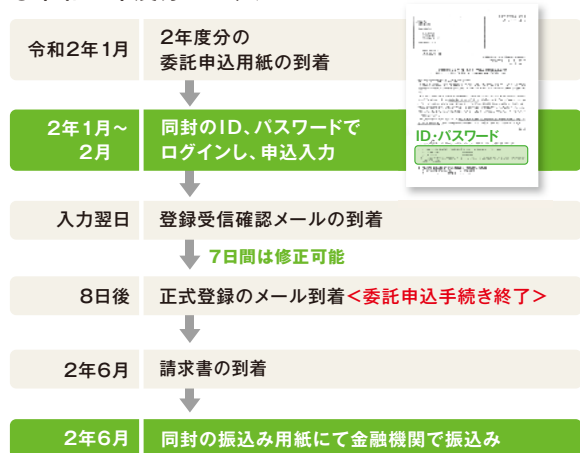 令和2年1月
2年度分の
委託申込用紙の到着
2年1月～
2月
同封のID、パスワードで
ログインし、申込入力
ID・パスワード
入力翌日
登録受信確認メールの到着
7日間は修正可能
8日後
正式登録のメール到着<委託申込手続き終了>
2年6月
請求書の到着
2年6月
同封の振込み用紙にて金融機関で振込み